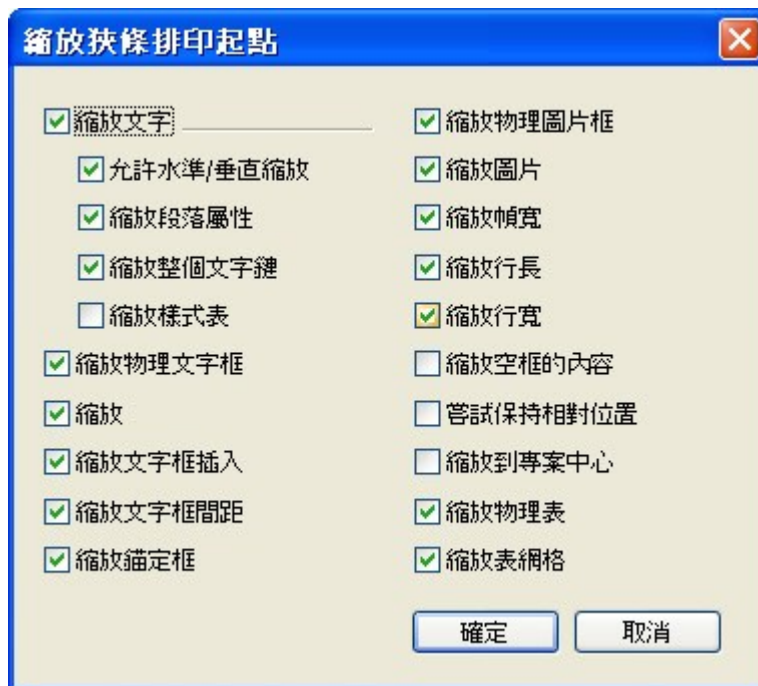 縮放狹條排印起點
縮放文字
允許水準/垂直縮放
縮放段落屬性
縮放整個文字鏈
縮放樣式表
縮放物理文字框
縮放
縮放文字框插入
縮放文字框間距
縮放錨定框
縮放物理圖片框
縮放圖片
縮放幀寬
縮放行長
縮放行寬
縮放空框的內容
嘗試保持相對位置
縮放到專案中心
縮放物理表
縮放表網格
確定
取消